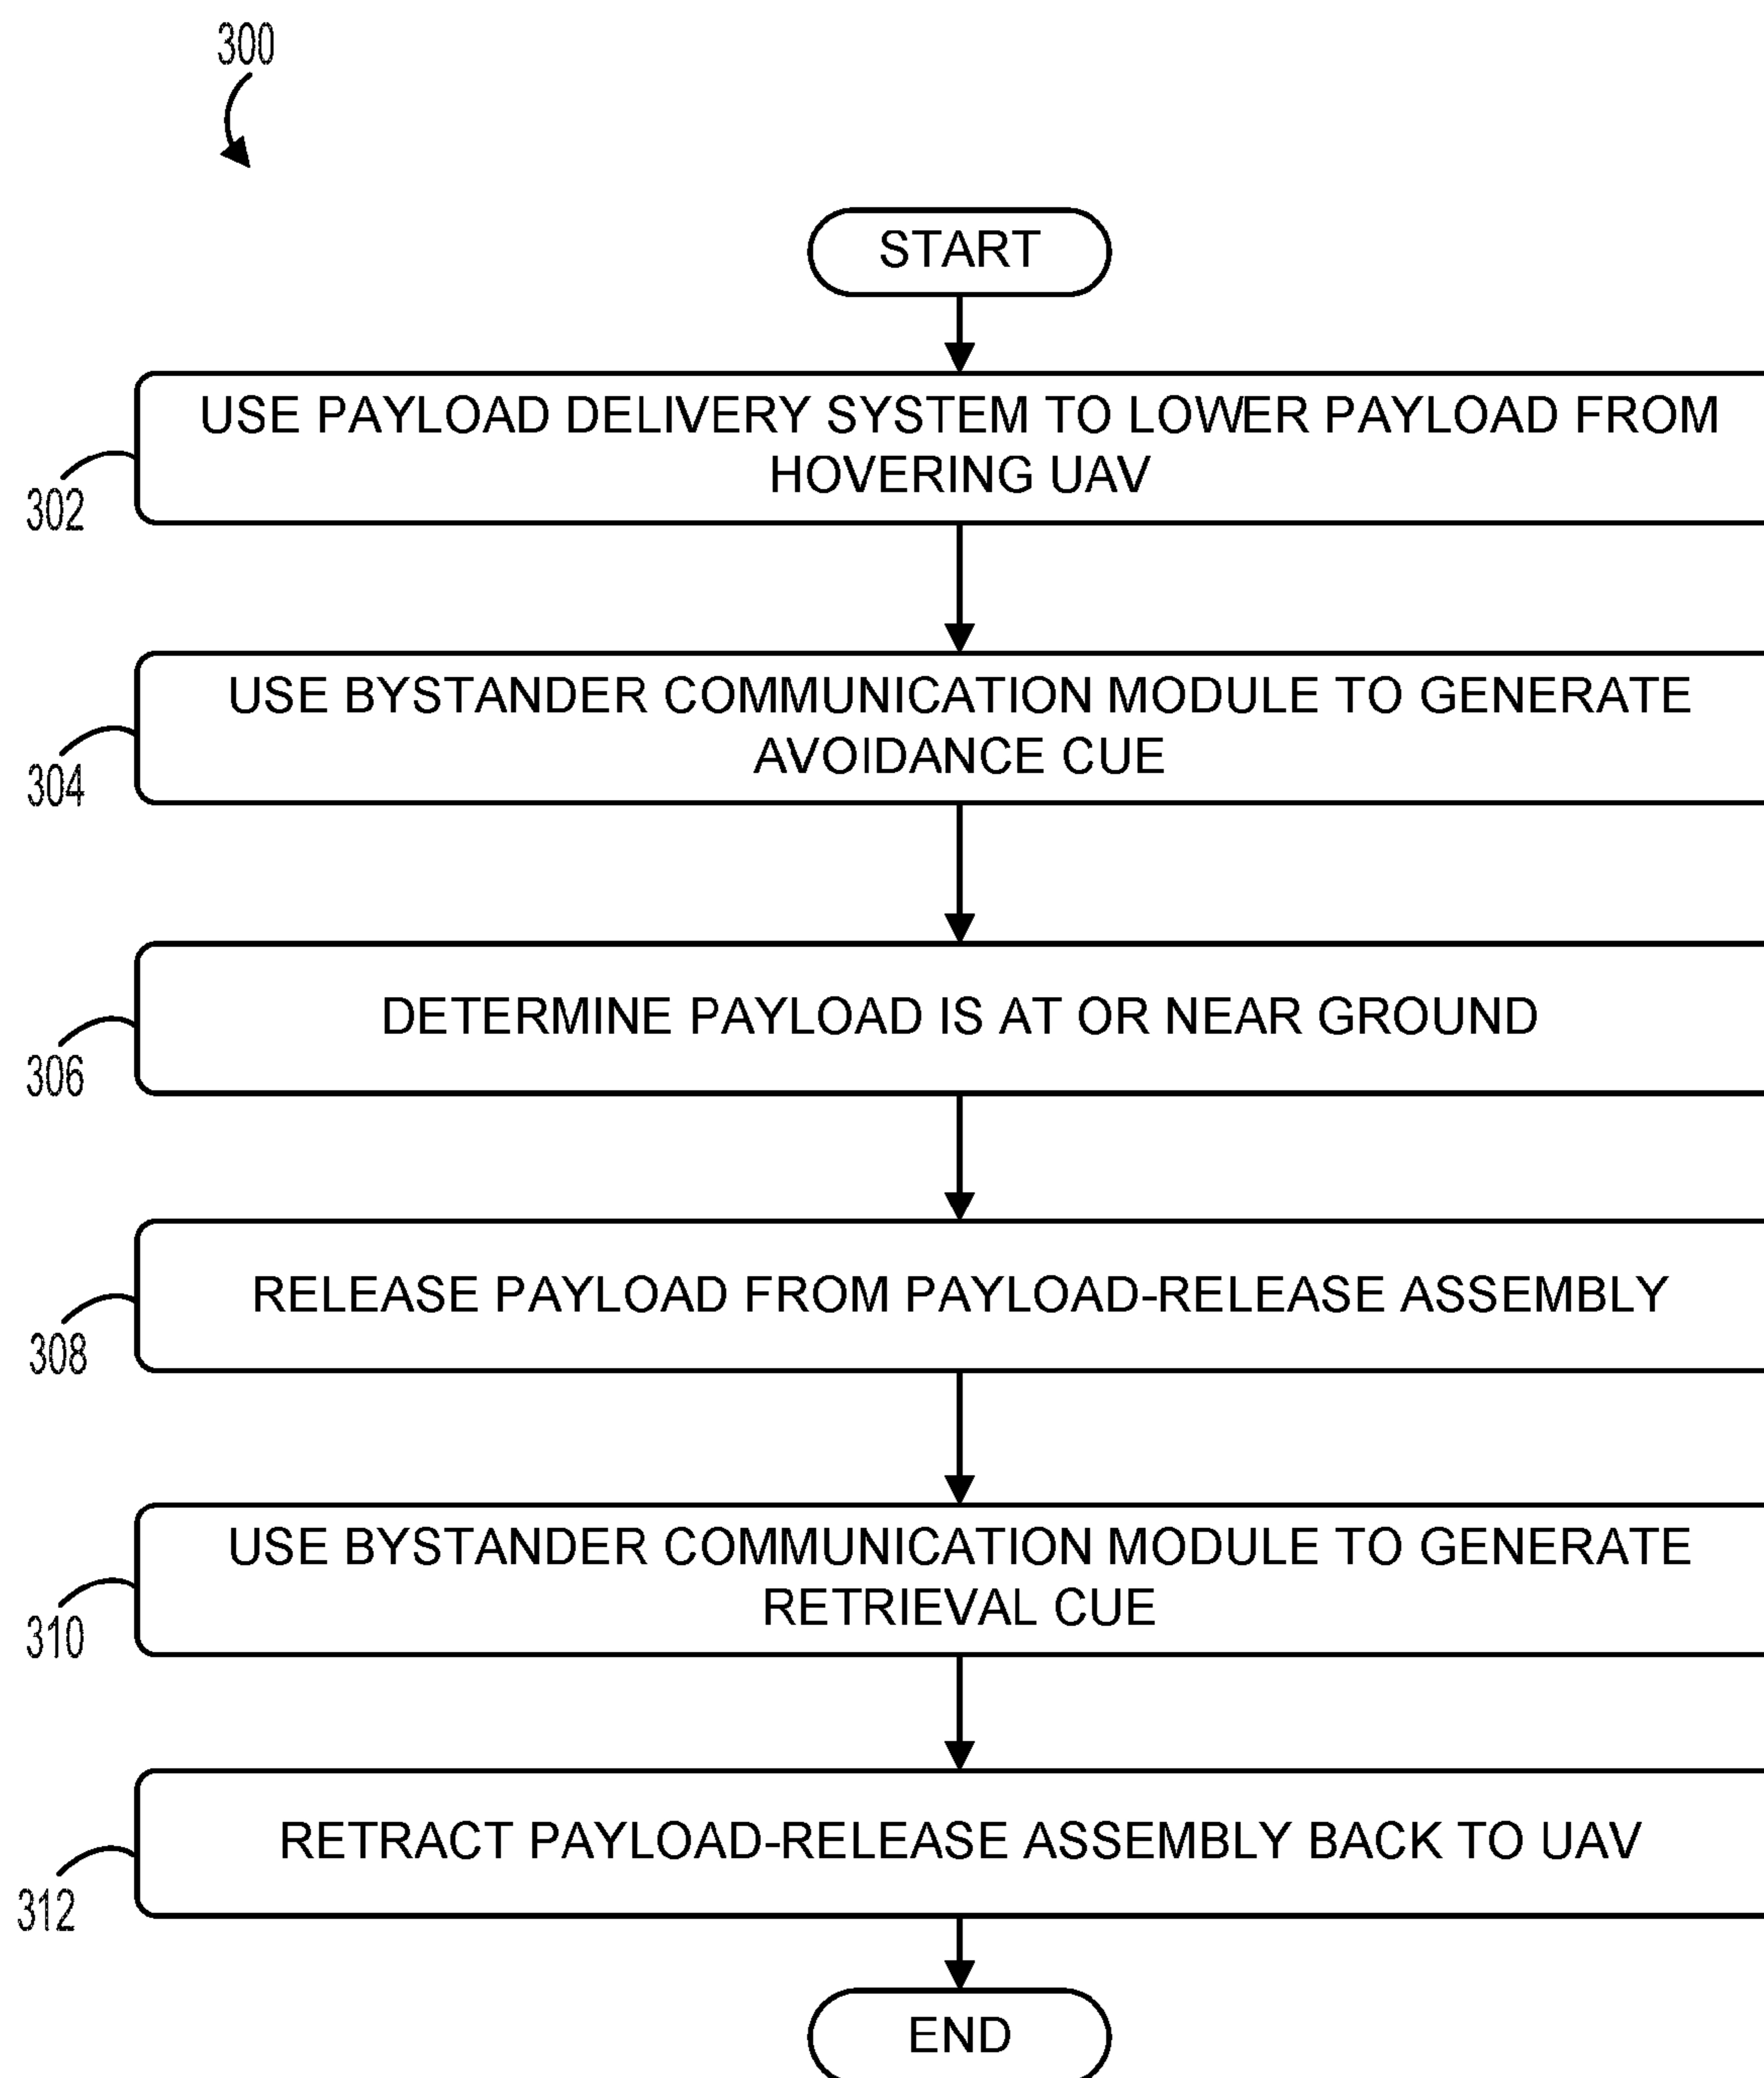 300
START
USE PAYLOAD DELIVERY SYSTEM TO LOWER PAYLOAD FROM
HOVERING UAV
302
USE BYSTANDER COMMUNICATION MODULE TO GENERATE
AVOIDANCE CUE
304
DETERMINE PAYLOAD IS AT OR NEAR GROUND
306
RELEASE PAYLOAD FROM PAYLOAD-RELEASE ASSEMBLY
308
USE BYSTANDER COMMUNICATION MODULE TO GENERATE
RETRIEVAL CUE
310
RETRACT PAYLOAD-RELEASE ASSEMBLY BACK TO UAV
312
END